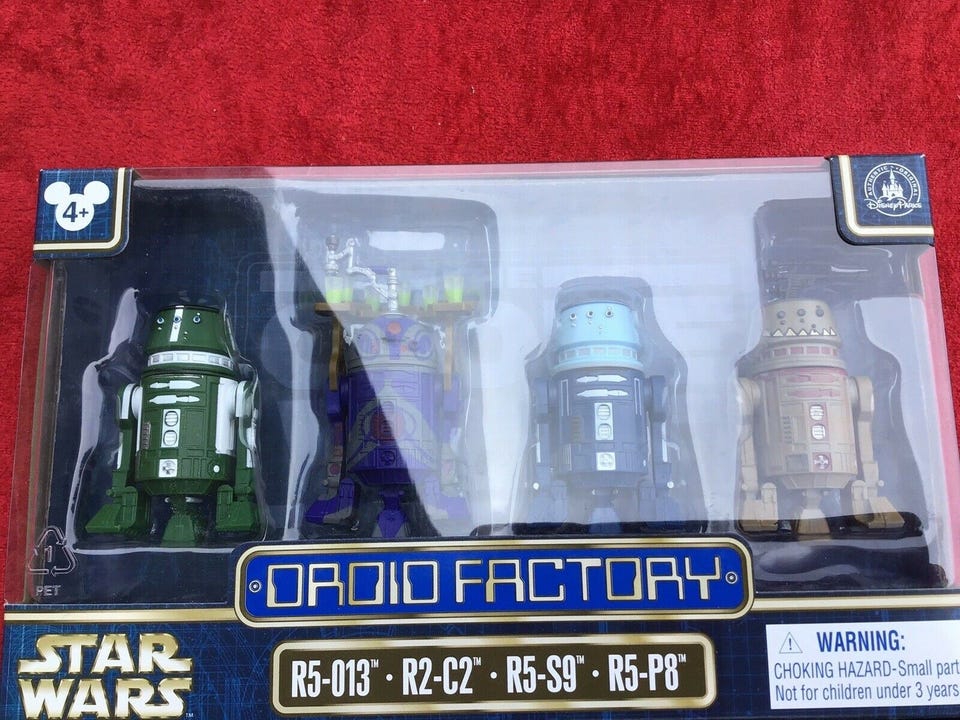 4+
AUTHENTIC • ORIGINAL
Disney Parks
1
PET
DROID FACTORY
STAR
WARS™
R5-013™ • R2-C2™ • R5-S9™ • R5-P8™
⚠ WARNING:
CHOKING HAZARD-Small part
Not for children under 3 years